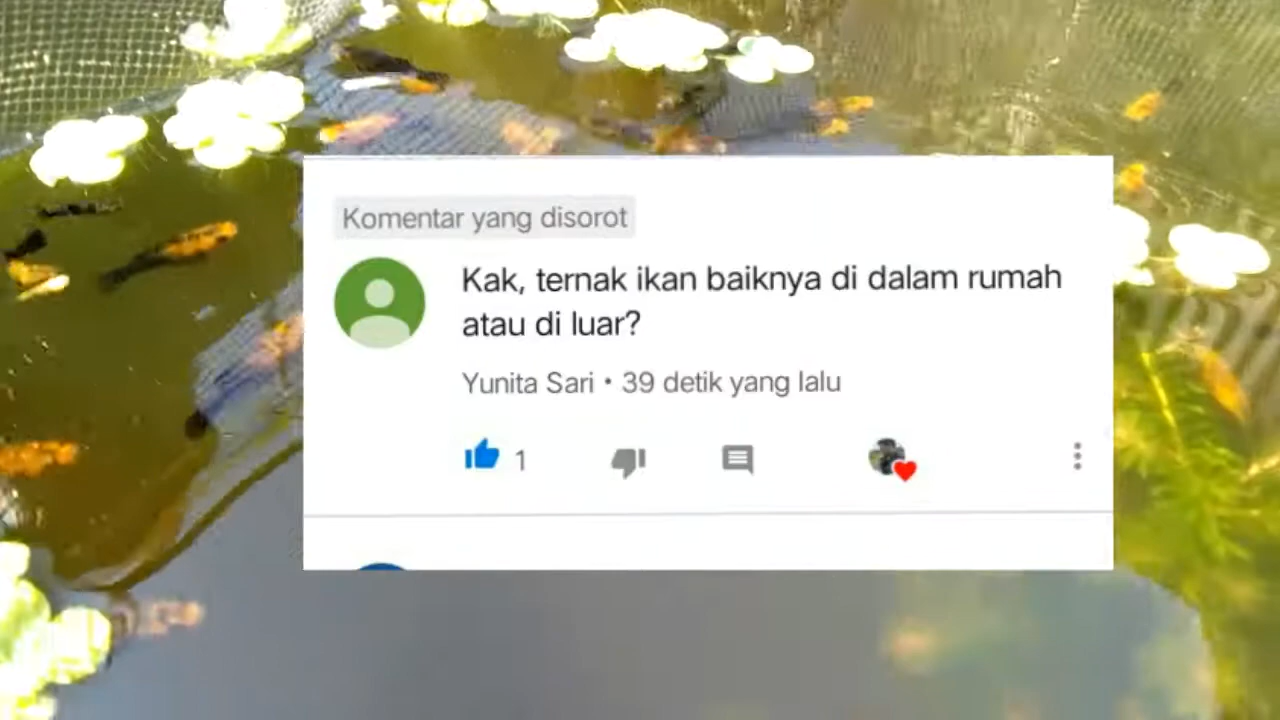 Komentar yang disorot
Kak, ternak ikan baiknya di dalam rumah
atau di luar?
Yunita Sari • 39 detik yang lalu
1